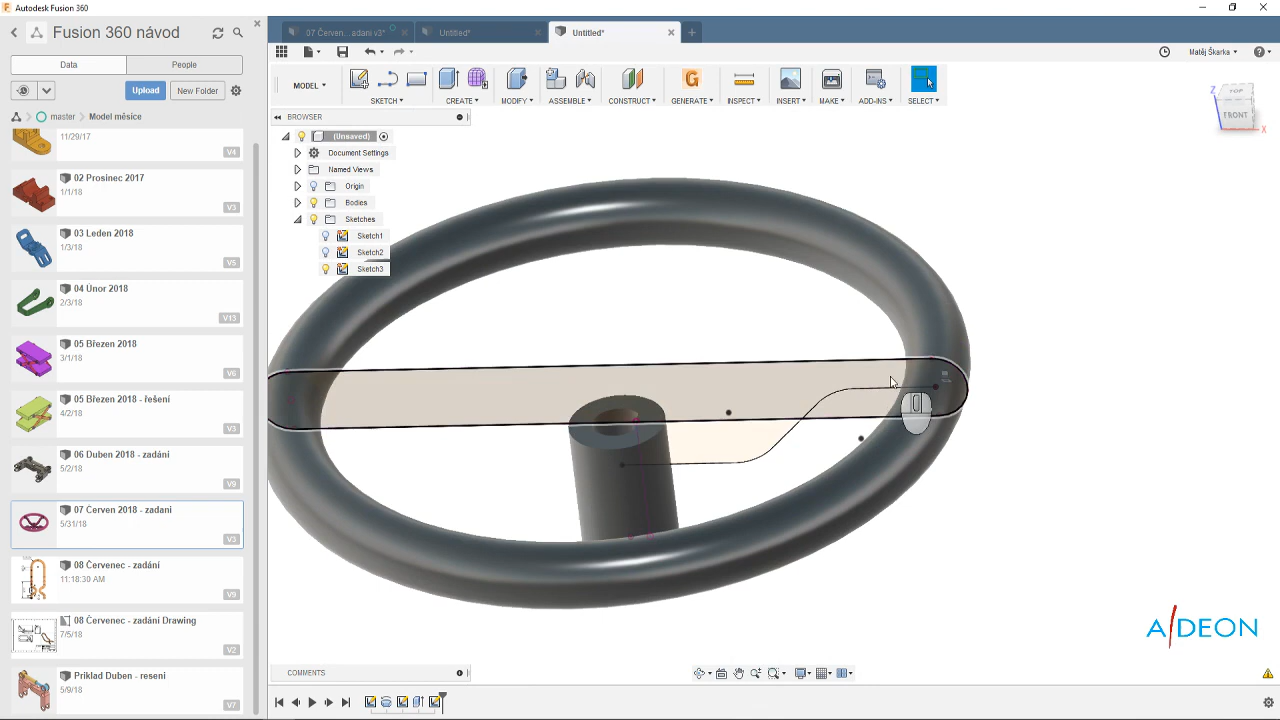 Autodesk Fusion 360
Fusion 360 návod
Data
People
Upload
New Folder
master
Model měsíce
11/29/17
V4
02 Prosinec 2017
1/1/18
V3
03 Leden 2018
1/3/18
V5
04 Únor 2018
2/3/18
V13
05 Březen 2018
3/1/18
V6
05 Březen 2018 - řešení
4/2/18
V3
06 Duben 2018 - zadání
5/2/18
V9
07 Červen 2018 - zadaní
5/31/18
V3
08 Červenec - zadání
11:18:30 AM
V9
08 Červenec - zadání Drawing
7/5/18
V2
Příklad Duben - resení
5/9/18
V7
07 Červen... zadaní v3*
Untitled*
Untitled*
Matěj Škarka
MODEL
SKETCH
CREATE
MODIFY
ASSEMBLE
CONSTRUCT
GENERATE
INSPECT
INSERT
MAKE
ADD-INS
SELECT
BROWSER
(Unsaved)
Document Settings
Named Views
Origin
Bodies
Sketches
Sketch1
Sketch2
Sketch3
TOP
FRONT
Z
X
A/DEON
COMMENTS